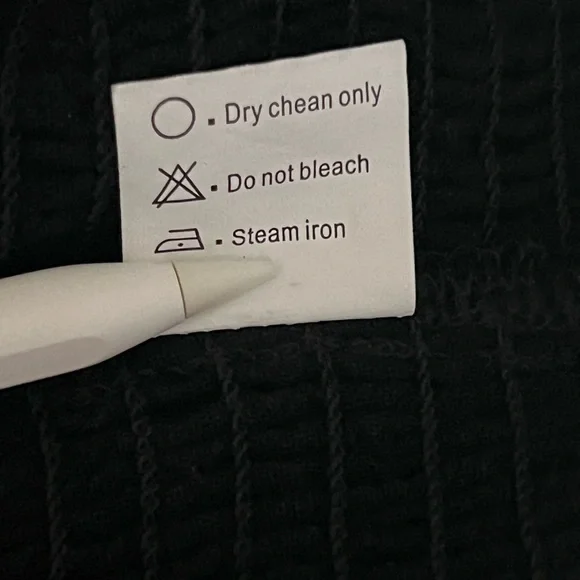 ▪ Dry chean only
▪ Do not bleach
▪ Steam iron